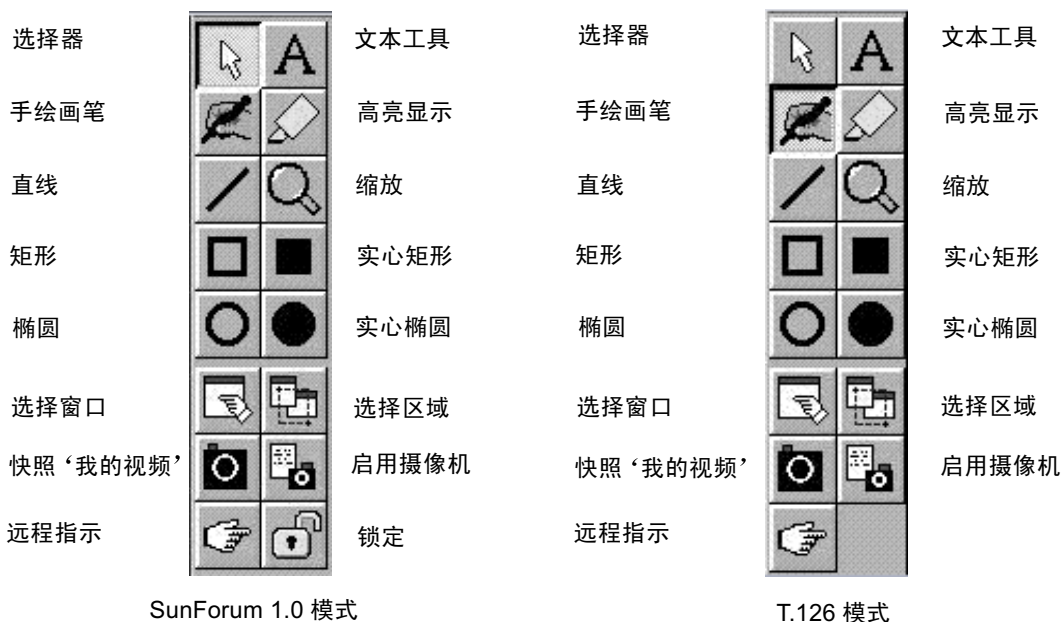 选择器 文本工具 选择器 文本工具
手绘画笔 高亮显示 手绘画笔 高亮显示
直线 缩放 直线 缩放
矩形 实心矩形 矩形 实心矩形
椭圆 实心椭圆 椭圆 实心椭圆
选择窗口 选择区域 选择窗口 选择区域
快照‘我的视频’ 启用摄像机 快照‘我的视频’ 启用摄像机
远程指示 锁定 远程指示
SunForum 1.0 模式 T.126 模式